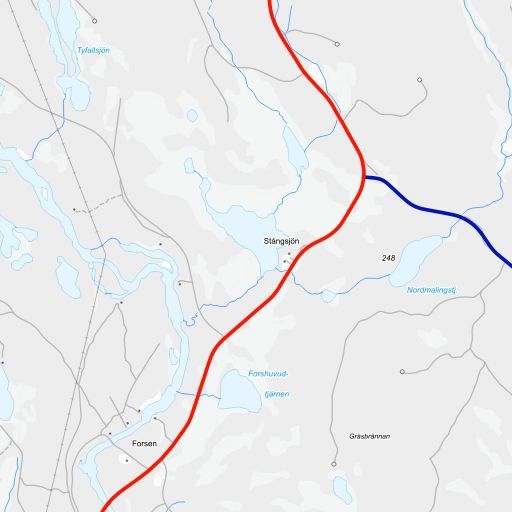 Tyfallsjön
Stångsjön
248
Nordmalingstj.
Forshuvud-
tjärnen
Gräsbrännan
Forsen